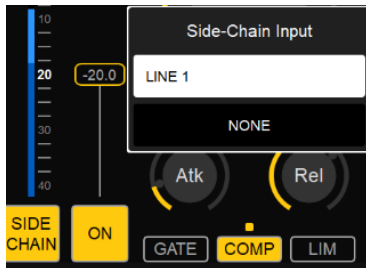 10
Side-Chain Input
20
-20.0
LINE 1
30
NONE
40
Atk
Rel
SIDE
CHAIN
ON
GATE
COMP
LIM